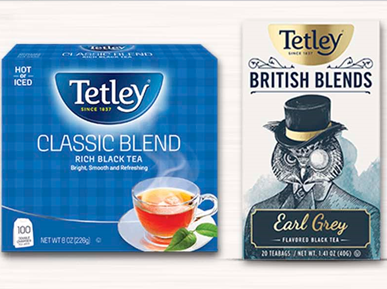 HOT or
ICED
Tetley
SINCE 1837
CLASSIC BLEND
RICH BLACK TEA
Bright, Smooth and Refreshing
100
NET WT 8 OZ (226g)
Tetley
SINCE 1837
BRITISH BLENDS
Earl Grey
FLAVORED BLACK TEA
20 TEABAGS / NET WT. 1.41 OZ (40G)